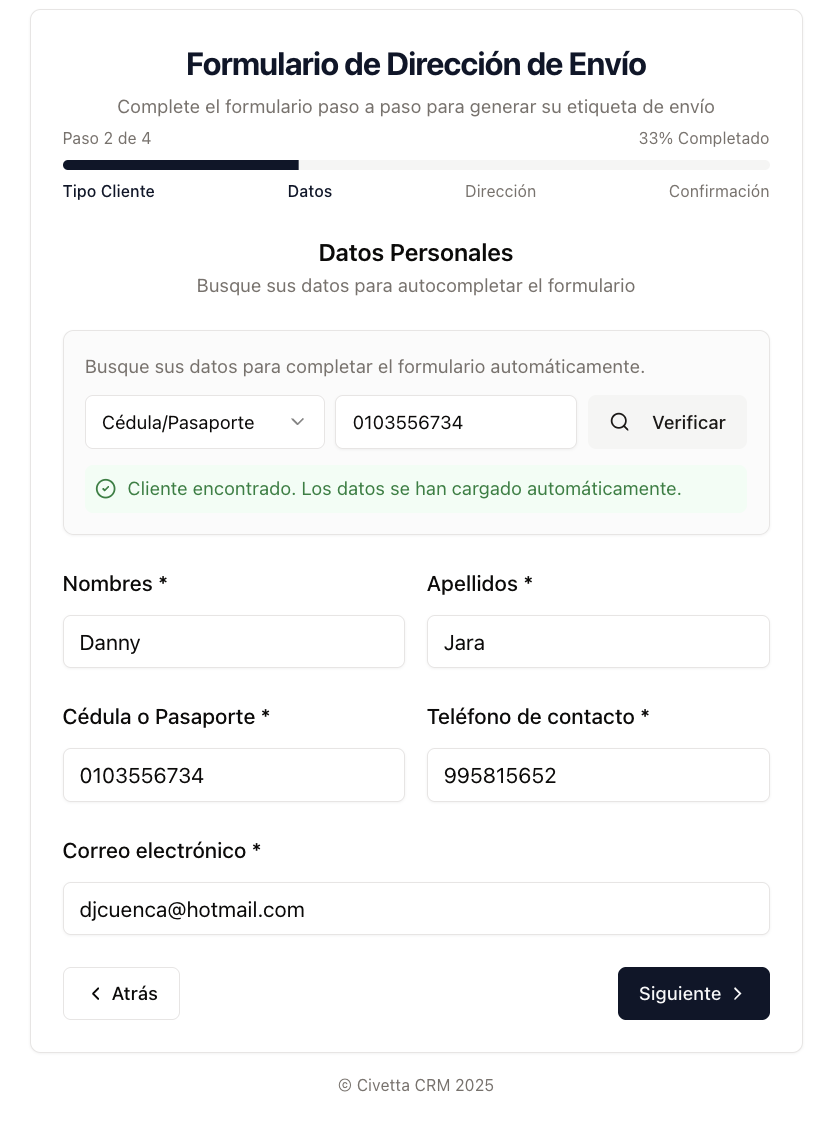 Formulario de Dirección de Envío
Complete el formulario paso a paso para generar su etiqueta de envío
Paso 2 de 4 33% Completado
Tipo Cliente Datos Dirección Confirmación
Datos Personales
Busque sus datos para autocompletar el formulario
Busque sus datos para completar el formulario automáticamente.
Cédula/Pasaporte 0103556734 Verificar
Cliente encontrado. Los datos se han cargado automáticamente.
Nombres * Apellidos *
Danny Jara
Cédula o Pasaporte * Teléfono de contacto *
0103556734 995815652
Correo electrónico *
djcuenca@hotmail.com
Atrás Siguiente
© Civetta CRM 2025